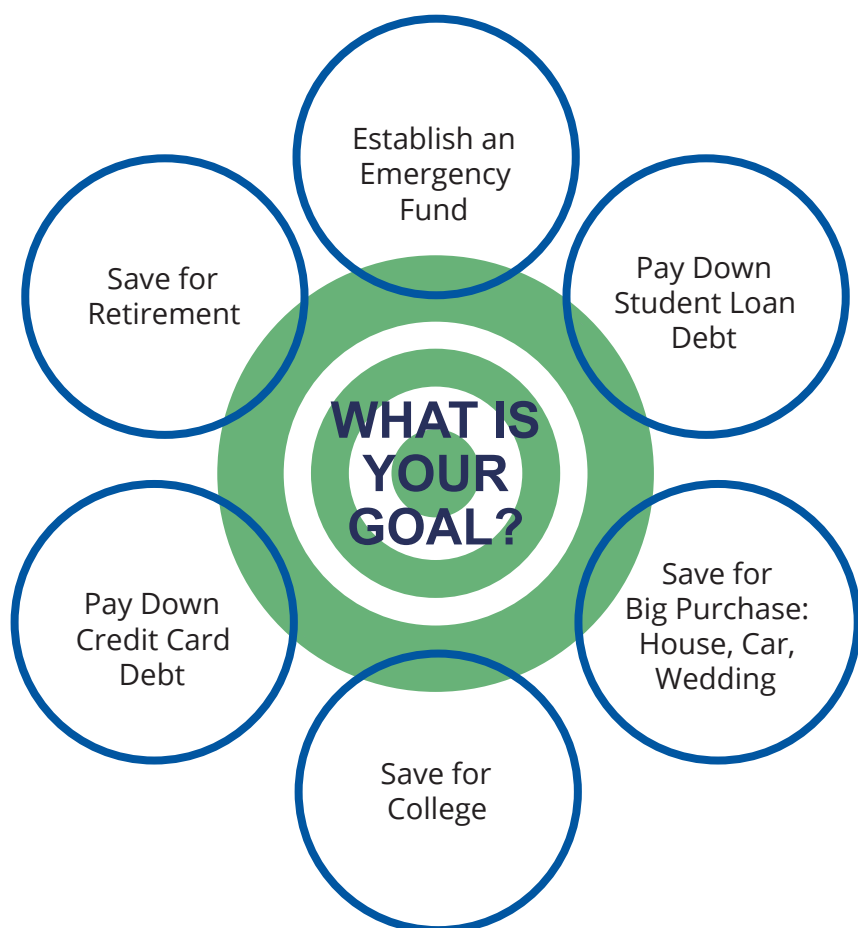 Establish an
Emergency
Fund
Pay Down
Student Loan
Debt
Save for
Big Purchase:
House, Car,
Wedding
Save for
College
Pay Down
Credit Card
Debt
Save for
Retirement
WHAT IS
YOUR
GOAL?